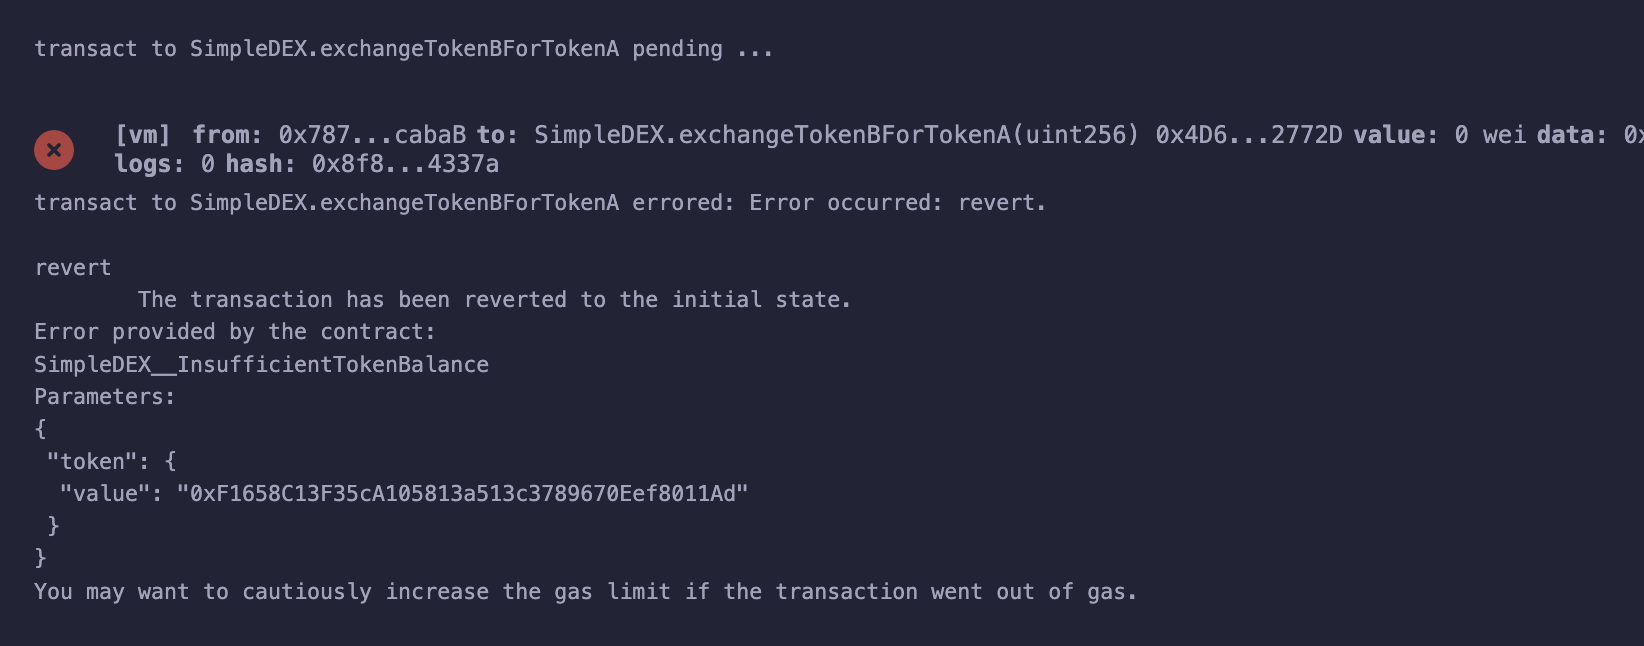 transact to SimpleDEX.exchangeTokenBForTokenA pending ...
[vm] from: 0x787...cabaB to: SimpleDEX.exchangeTokenBForTokenA(uint256) 0x4D6...2772D value: 0 wei data: 0x
logs: 0 hash: 0x8f8...4337a
transact to SimpleDEX.exchangeTokenBForTokenA errored: Error occurred: revert.
revert
The transaction has been reverted to the initial state.
Error provided by the contract:
SimpleDEX__InsufficientTokenBalance
Parameters:
{
"token": {
"value": "0xF1658C13F35cA105813a513c3789670Eef8011Ad"
}
}
You may want to cautiously increase the gas limit if the transaction went out of gas.